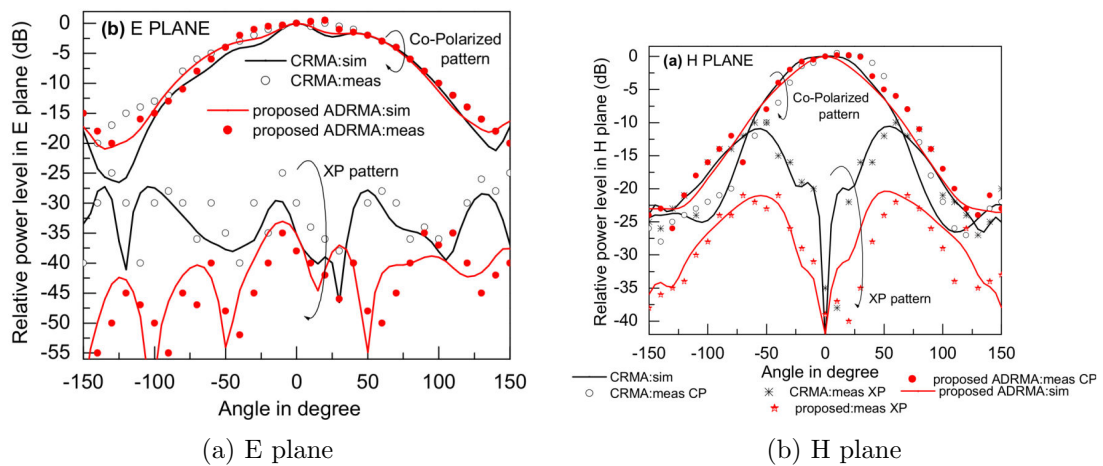 (b) E PLANE
Co-Polarized
pattern
CRMA:sim
CRMA:meas
proposed ADRMA:sim
proposed ADRMA:meas
XP pattern
Relative power level in E plane (dB)
0
-5
-10
-15
-20
-25
-30
-35
-40
-45
-50
-55
-150 -100 -50 0 50 100 150
Angle in degree
(a) E plane
(a) H PLANE
Co-Polarized
pattern
XP pattern
Relative power level in H plane (dB)
0
-5
-10
-15
-20
-25
-30
-35
-40
-150 -100 -50 0 50 100 150
Angle in degree
CRMA:sim
CRMA:meas CP
CRMA:meas XP
proposed:meas XP
proposed ADRMA:meas CP
proposed ADRMA:sim
(b) H plane